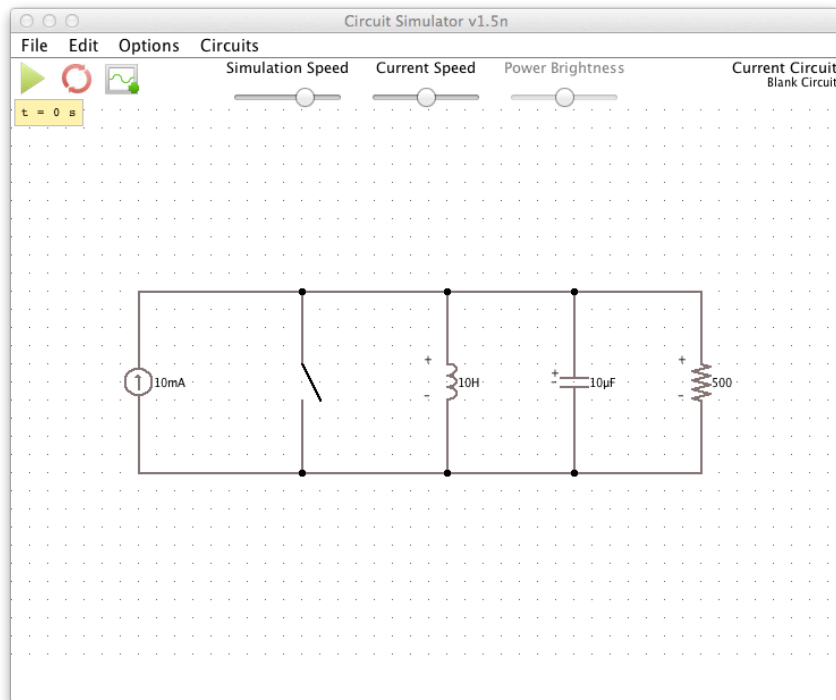 Circuit Simulator v1.5n
File Edit Options Circuits
Simulation Speed Current Speed Power Brightness Current Circuit
Blank Circuit
t = 0 s
+ +
10mA 10H + - 10µF 500
- -